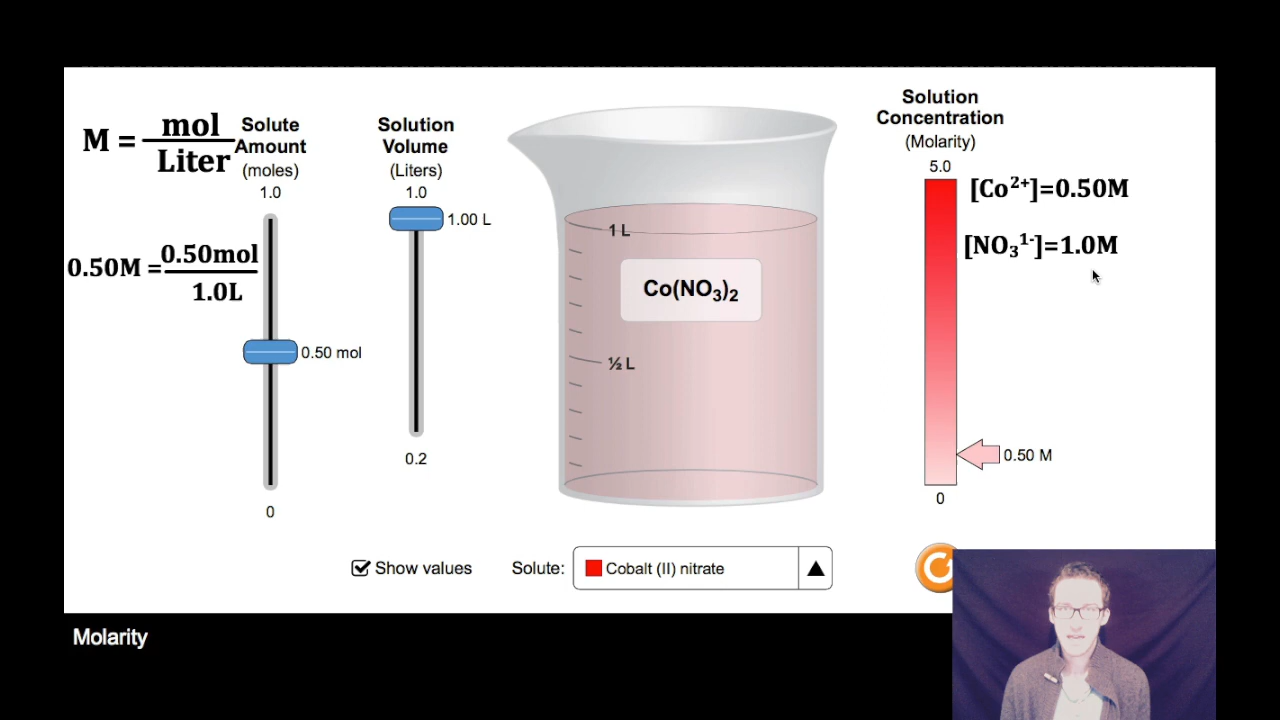 M = mol
Liter
Solute
Amount
(moles)
1.0
0.50M = 0.50mol
1.0L
0.50 mol
0
Solution
Volume
(Liters)
1.0
1.00 L
0.2
1 L
Co(NO₃)₂
½ L
Solution
Concentration
(Molarity)
5.0
[Co²⁺]=0.50M
[NO₃¹⁻]=1.0M
0.50 M
0
Show values
Solute:
Cobalt (II) nitrate
Molarity